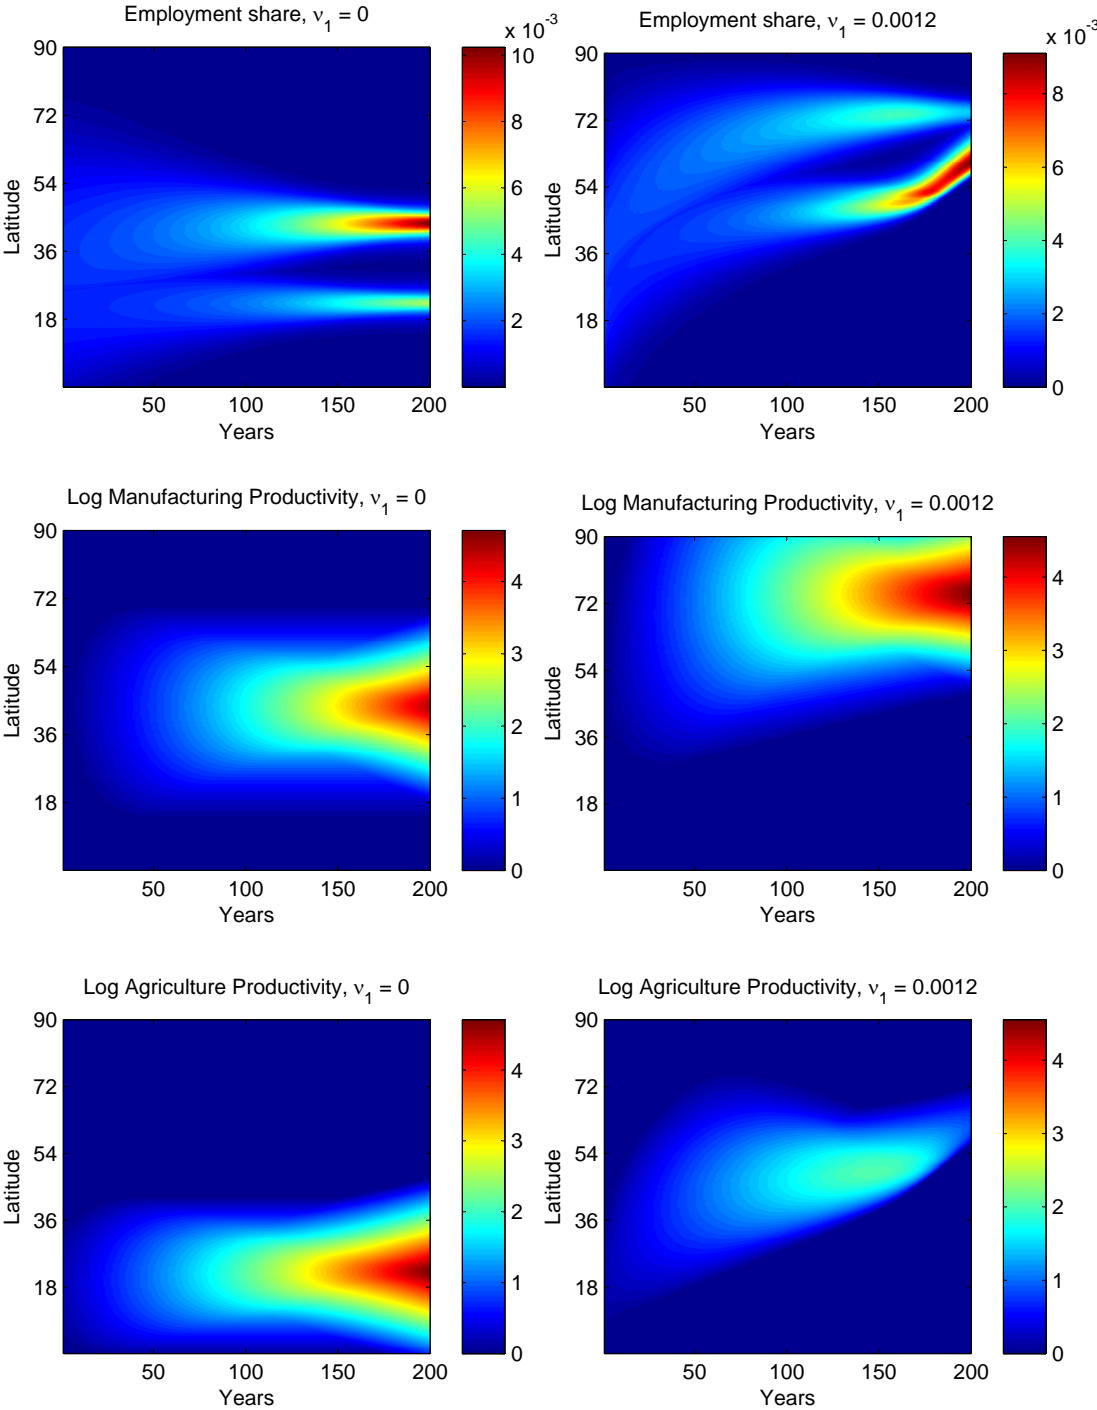 Employment share, ν1 = 0
x 10-3
90
72
54
36
18
Latitude
50 100 150 200
Years
10
8
6
4
2
Employment share, ν1 = 0.0012
x 10-3
90
72
54
36
18
Latitude
50 100 150 200
Years
8
6
4
2
0
Log Manufacturing Productivity, ν1 = 0
90
72
54
36
18
Latitude
50 100 150 200
Years
4
3
2
1
0
Log Manufacturing Productivity, ν1 = 0.0012
90
72
54
36
18
Latitude
50 100 150 200
Years
4
3
2
1
0
Log Agriculture Productivity, ν1 = 0
90
72
54
36
18
Latitude
50 100 150 200
Years
4
3
2
1
0
Log Agriculture Productivity, ν1 = 0.0012
90
72
54
36
18
Latitude
50 100 150 200
Years
4
3
2
1
0